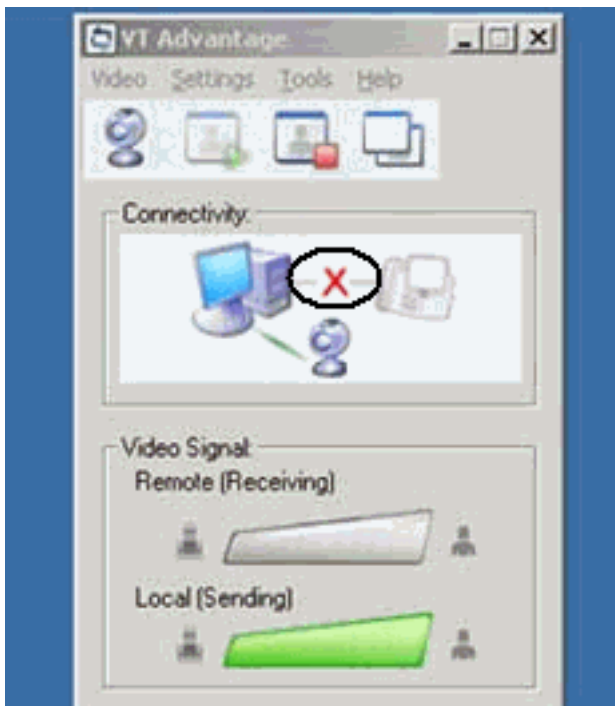 VT Advantage
Video Settings Tools Help
Connectivity:
X
Video Signal:
Remote (Receiving)
Local (Sending)